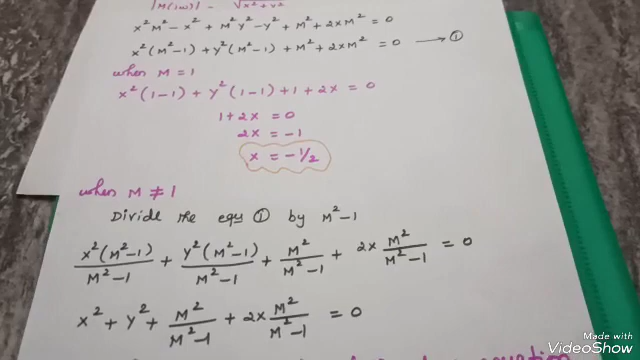 |M(jω)| = √x²+y²
x²M² - x² + M²y² - y² + M² + 2xM² = 0
x²(M²-1) + y²(M²-1) + M² + 2xM² = 0 → ①
when M = 1
x²(1-1) + y²(1-1) + 1 + 2x = 0
1 + 2x = 0
2x = -1
x = -1/2
when M ≠ 1
Divide the equ ① by M²-1
x²(M²-1)/M²-1 + y²(M²-1)/M²-1 + M²/M²-1 + 2x M²/M²-1 = 0
x² + y² + M²/M²-1 + 2x M²/M²-1 = 0
equation
Made with
VideoShow